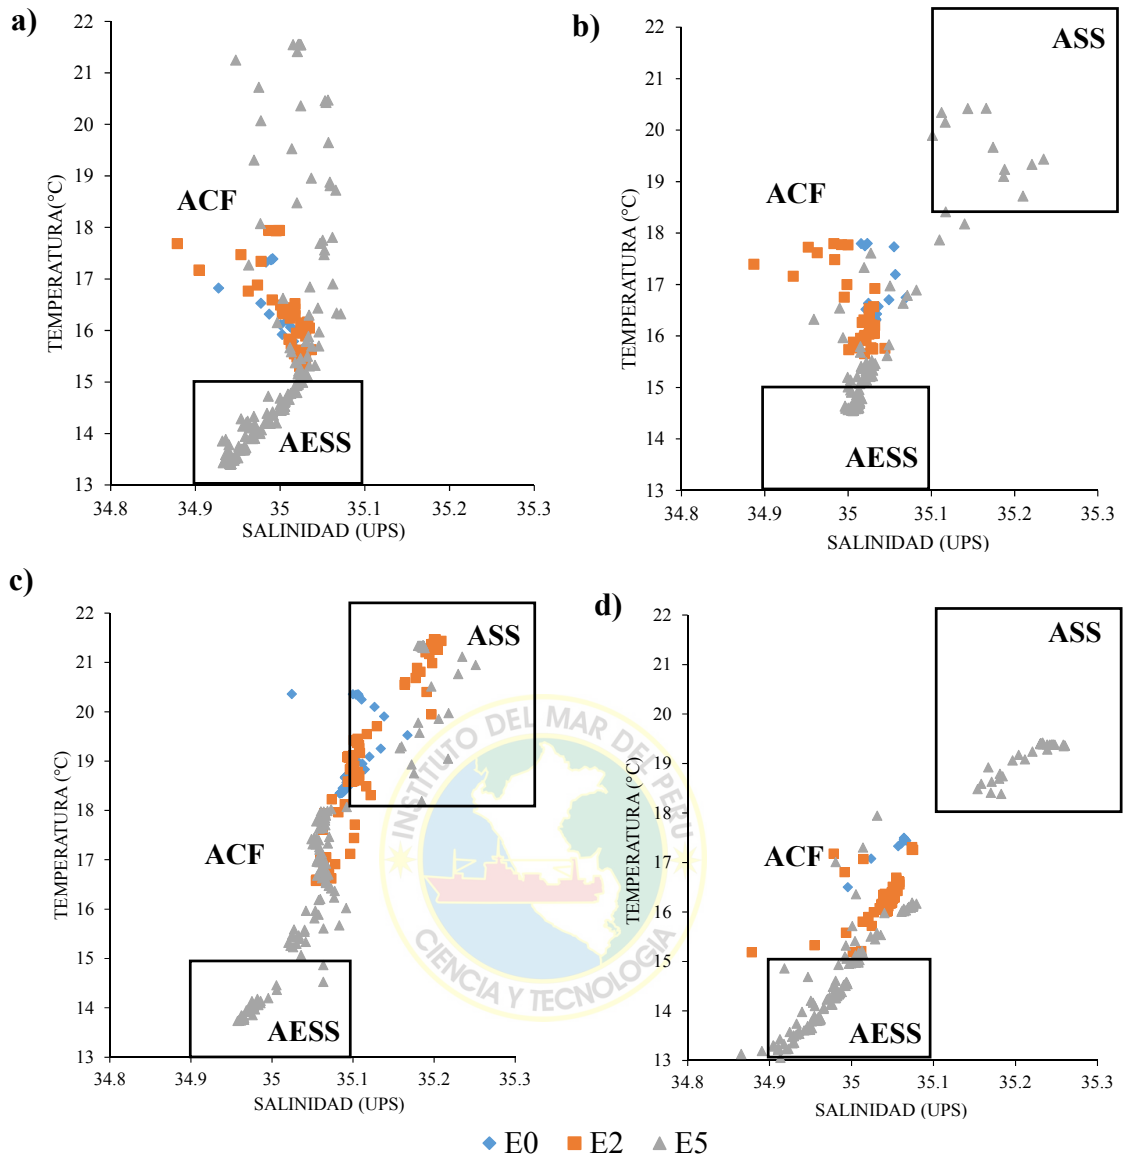 a)
22
21
20
19
18
17
16
15
14
13
TEMPERATURA(°C)
ACF
AESS
34.8
34.9
35
35.1
35.2
35.3
SALINIDAD (UPS)
b)
22
21
20
19
18
17
16
15
14
13
TEMPERATURA (°C)
ASS
ACF
AESS
34.8
34.9
35
35.1
35.2
35.3
SALINIDAD (UPS)
c)
22
21
20
19
18
17
16
15
14
13
TEMPERATURA (°C)
ASS
ACF
AESS
34.8
34.9
35
35.1
35.2
35.3
SALINIDAD (UPS)
d)
22
21
20
19
18
17
16
15
14
13
TEMPERATURA (°C)
ASS
ACF
AESS
34.8
34.9
35
35.1
35.2
35.3
SALINIDAD (UPS)
INSTITUTO DEL MAR DEL PERU
CIENCIA Y TECNOLOGIA
E0 E2 E5